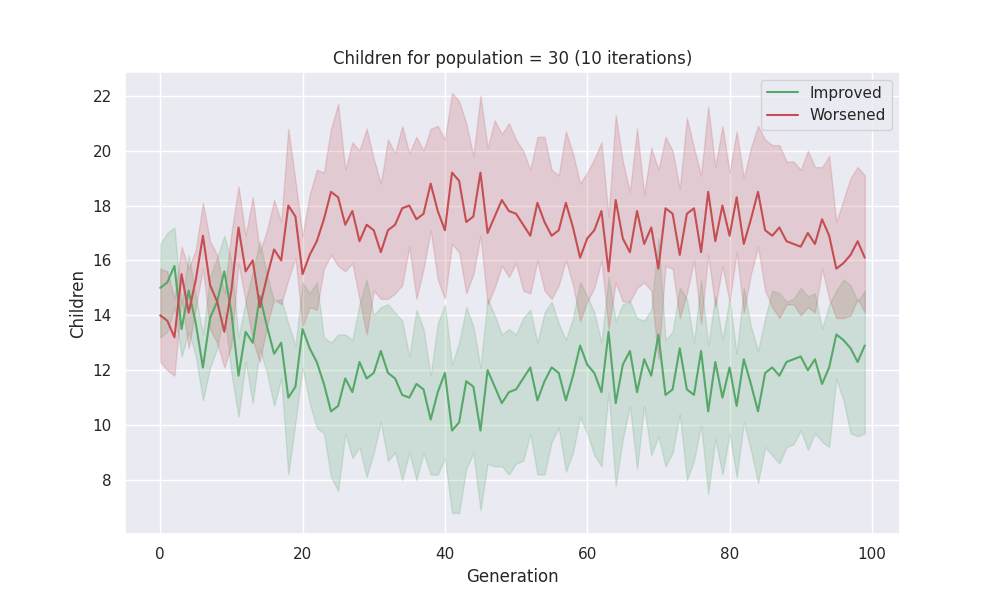 Children for population = 30 (10 iterations)
Improved
Worsened
22
20
18
16
14
12
10
8
Children
0 20 40 60 80 100
Generation